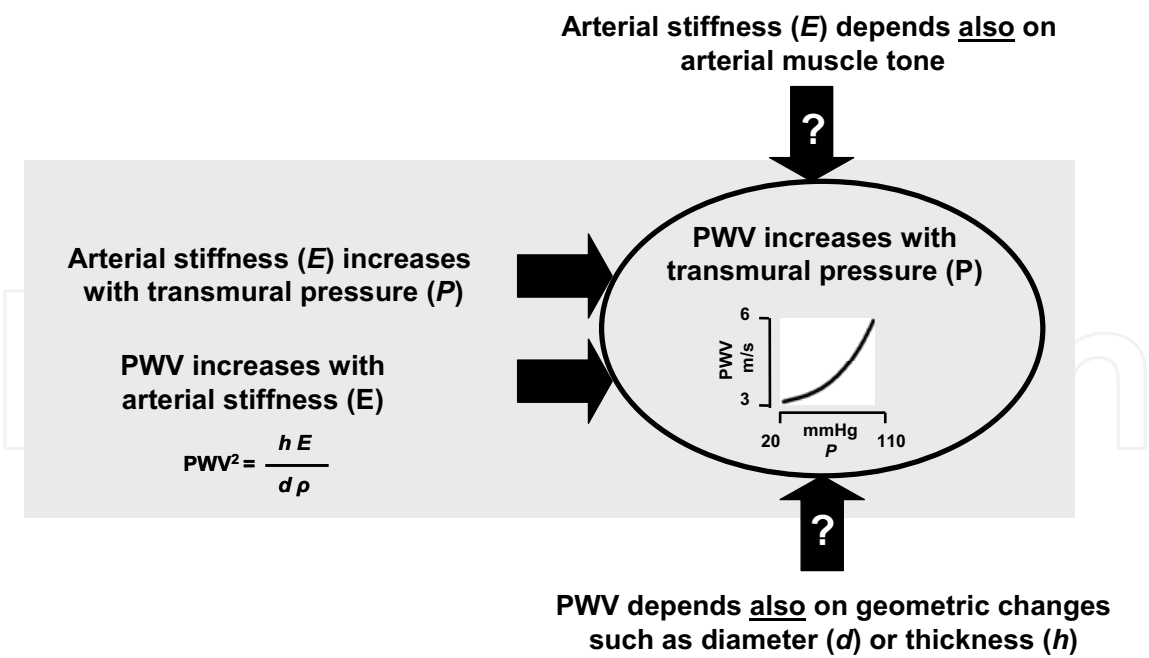 Arterial stiffness (E) depends also on
arterial muscle tone
?
Arterial stiffness (E) increases
with transmural pressure (P)
PWV increases with
arterial stiffness (E)
PWV² = h E
d ρ
PWV increases with
transmural pressure (P)
6
PWV
m/s
3
20 mmHg 110
P
?
PWV depends also on geometric changes
such as diameter (d) or thickness (h)